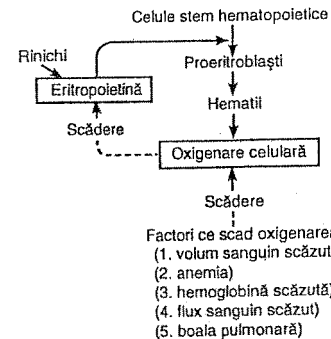 Celule stem hematopoietice
Rinichi
Proeritroblaști
Eritropoietină
Hematii
Scădere
Oxigenare celulară
Scădere
Factori ce scad oxigenarea
(1. volum sanguin scăzut
(2. anemia)
(3. hemoglobină scăzută)
(4. flux sanguin scăzut)
(5. boala pulmonară)